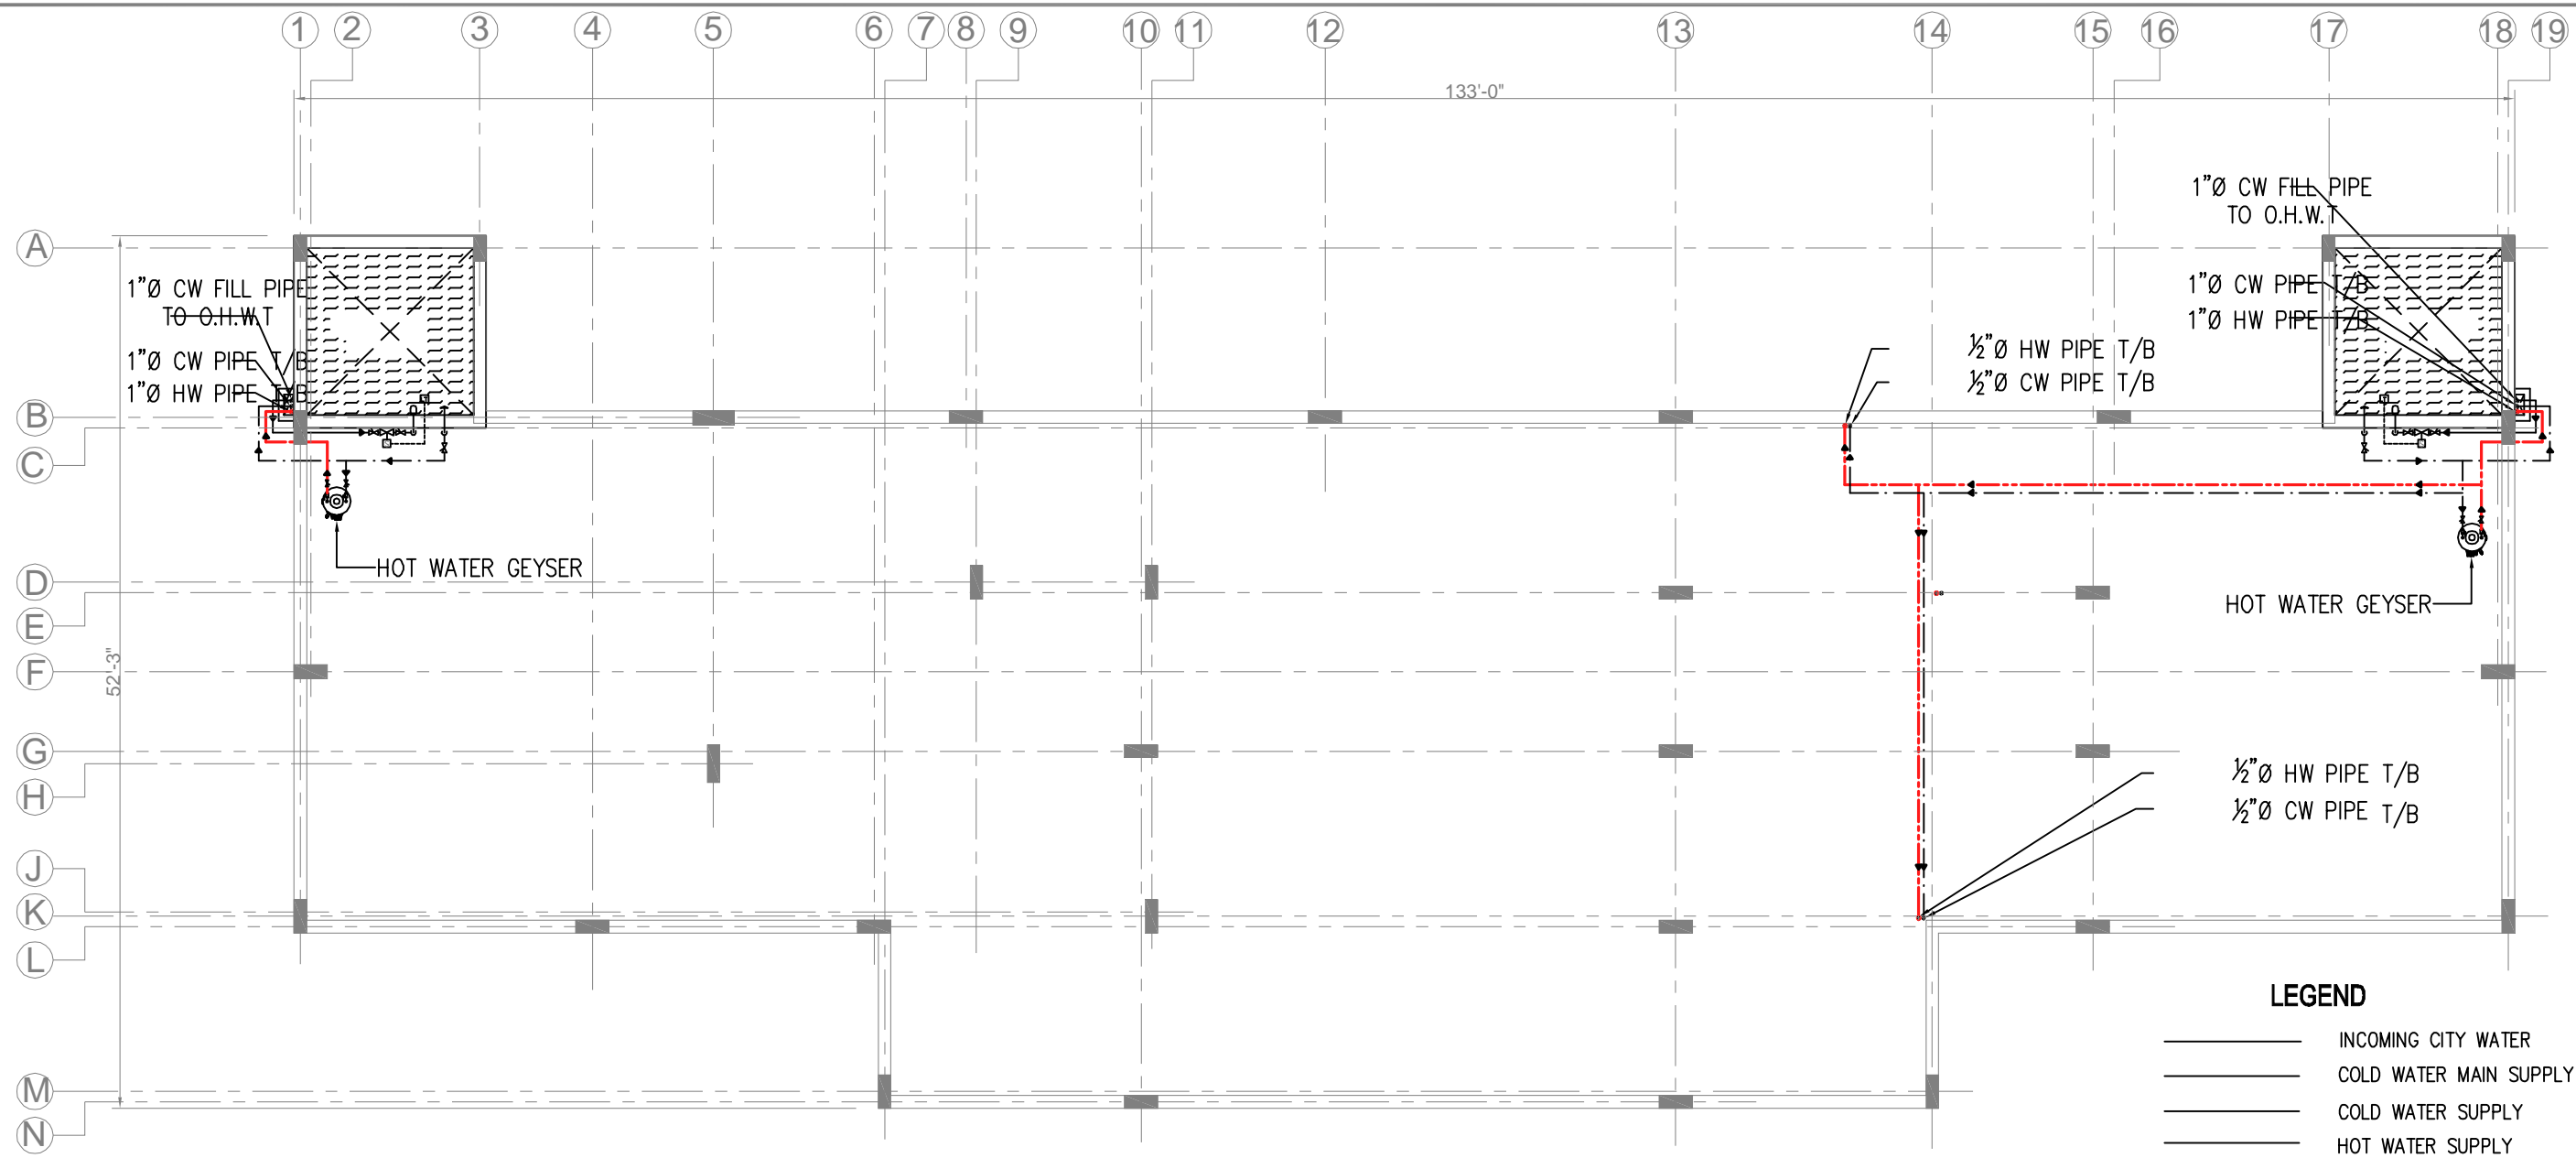 1 2 3 4 5 6 7 8 9 10 11 12 13 14 15 16 17 18 19
133'-0"
1"Ø CW FILL PIPE
TO O.H.W.T
A
1"Ø CW FILL PIPE
TO O.H.W.T
1"Ø CW PIPE T/B
1"Ø HW PIPE T/B
1"Ø CW PIPE T/B
1"Ø HW PIPE T/B
½"Ø HW PIPE T/B
½"Ø CW PIPE T/B
B
C
HOT WATER GEYSER
D
HOT WATER GEYSER
E
F
52'-3"
G
H
½"Ø HW PIPE T/B
½"Ø CW PIPE T/B
J
K
L
M
N
LEGEND
INCOMING CITY WATER
COLD WATER MAIN SUPPLY
COLD WATER SUPPLY
HOT WATER SUPPLY